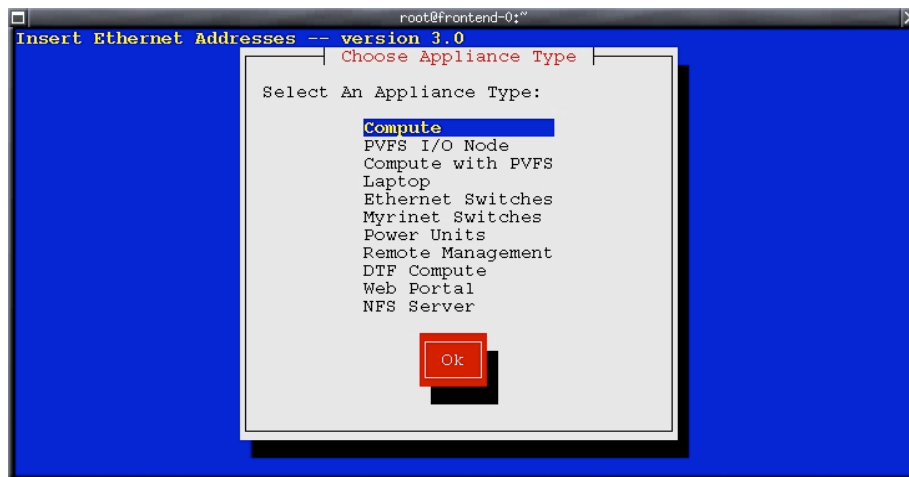 root@frontend-0:~
Insert Ethernet Addresses -- version 3.0
Choose Appliance Type
Select An Appliance Type:
Compute
PVFS I/O Node
Compute with PVFS
Laptop
Ethernet Switches
Myrinet Switches
Power Units
Remote Management
DTF Compute
Web Portal
NFS Server
Ok